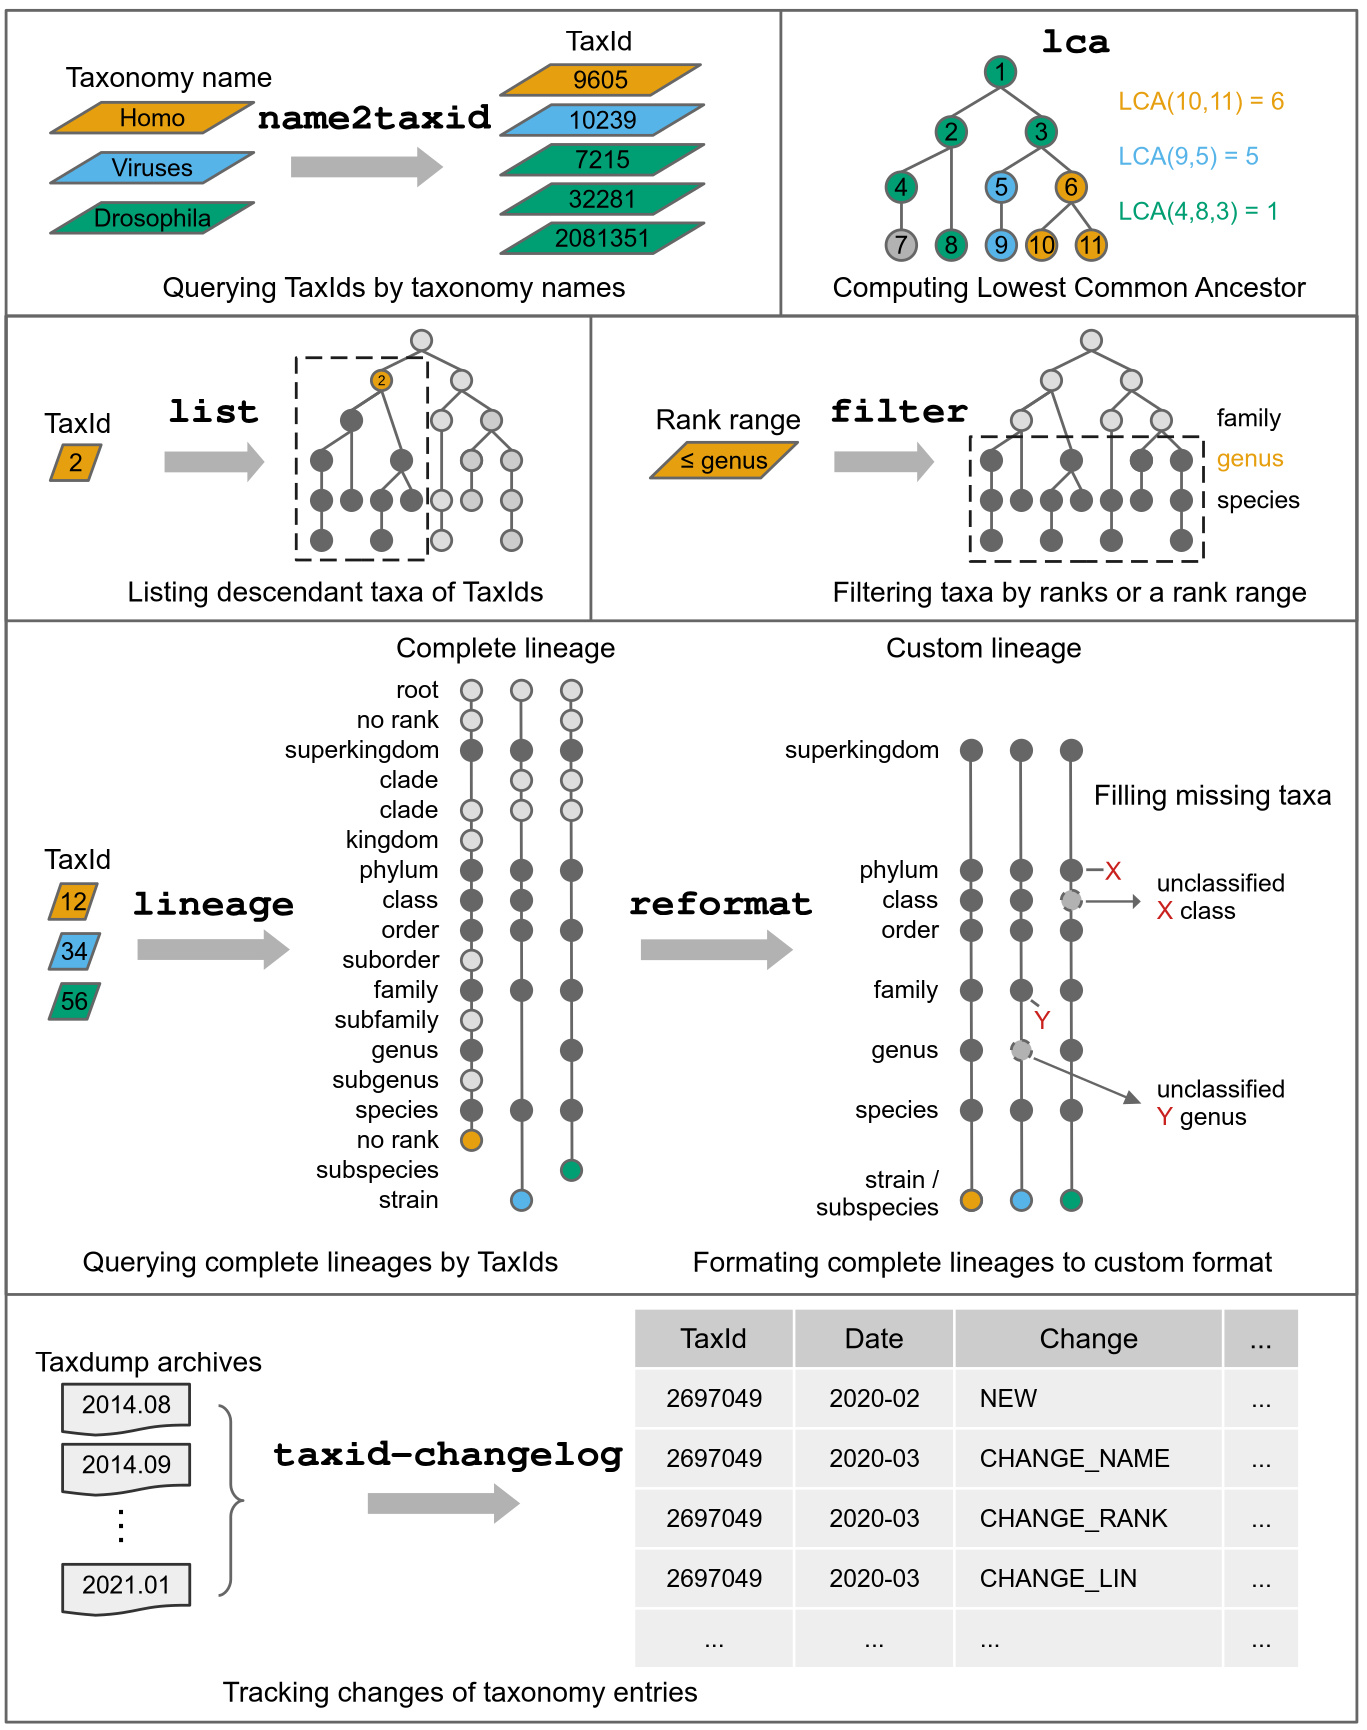 Taxonomy name
Homo
Viruses
Drosophila
name2taxid
TaxId
9605
10239
7215
32281
2081351
Querying TaxIds by taxonomy names
lca
1
2
3
4
5
6
7
8
9
10
11
LCA(10,11) = 6
LCA(9,5) = 5
LCA(4,8,3) = 1
Computing Lowest Common Ancestor
TaxId
2
list
2
Listing descendant taxa of TaxIds
Rank range
≤ genus
filter
family
genus
species
Filtering taxa by ranks or a rank range
TaxId
12
34
56
lineage
Complete lineage
root
no rank
superkingdom
clade
clade
kingdom
phylum
class
order
suborder
family
subfamily
genus
subgenus
species
no rank
subspecies
strain
Querying complete lineages by TaxIds
reformat
Custom lineage
superkingdom
phylum
class
order
family
genus
species
strain /
subspecies
Filling missing taxa
X
unclassified
X class
Y
unclassified
Y genus
Formating complete lineages to custom format
Taxdump archives
2014.08
2014.09
⋮
2021.01
taxid-changelog
TaxId Date Change ...
2697049 2020-02 NEW ...
2697049 2020-03 CHANGE_NAME ...
2697049 2020-03 CHANGE_RANK ...
2697049 2020-03 CHANGE_LIN ...
... ... ... ...
Tracking changes of taxonomy entries